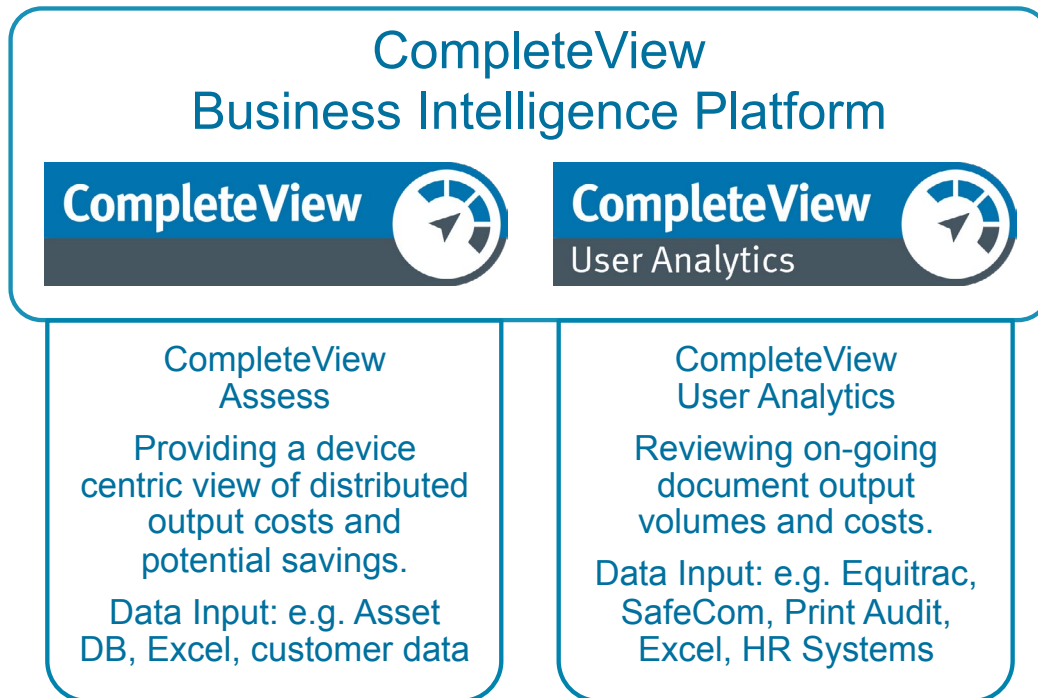 CompleteView
Business Intelligence Platform
CompleteView
CompleteView
User Analytics
CompleteView
Assess
Providing a device
centric view of distributed
output costs and
potential savings.
Data Input: e.g. Asset
DB, Excel, customer data
CompleteView
User Analytics
Reviewing on-going
document output
volumes and costs.
Data Input: e.g. Equitrac,
SafeCom, Print Audit,
Excel, HR Systems